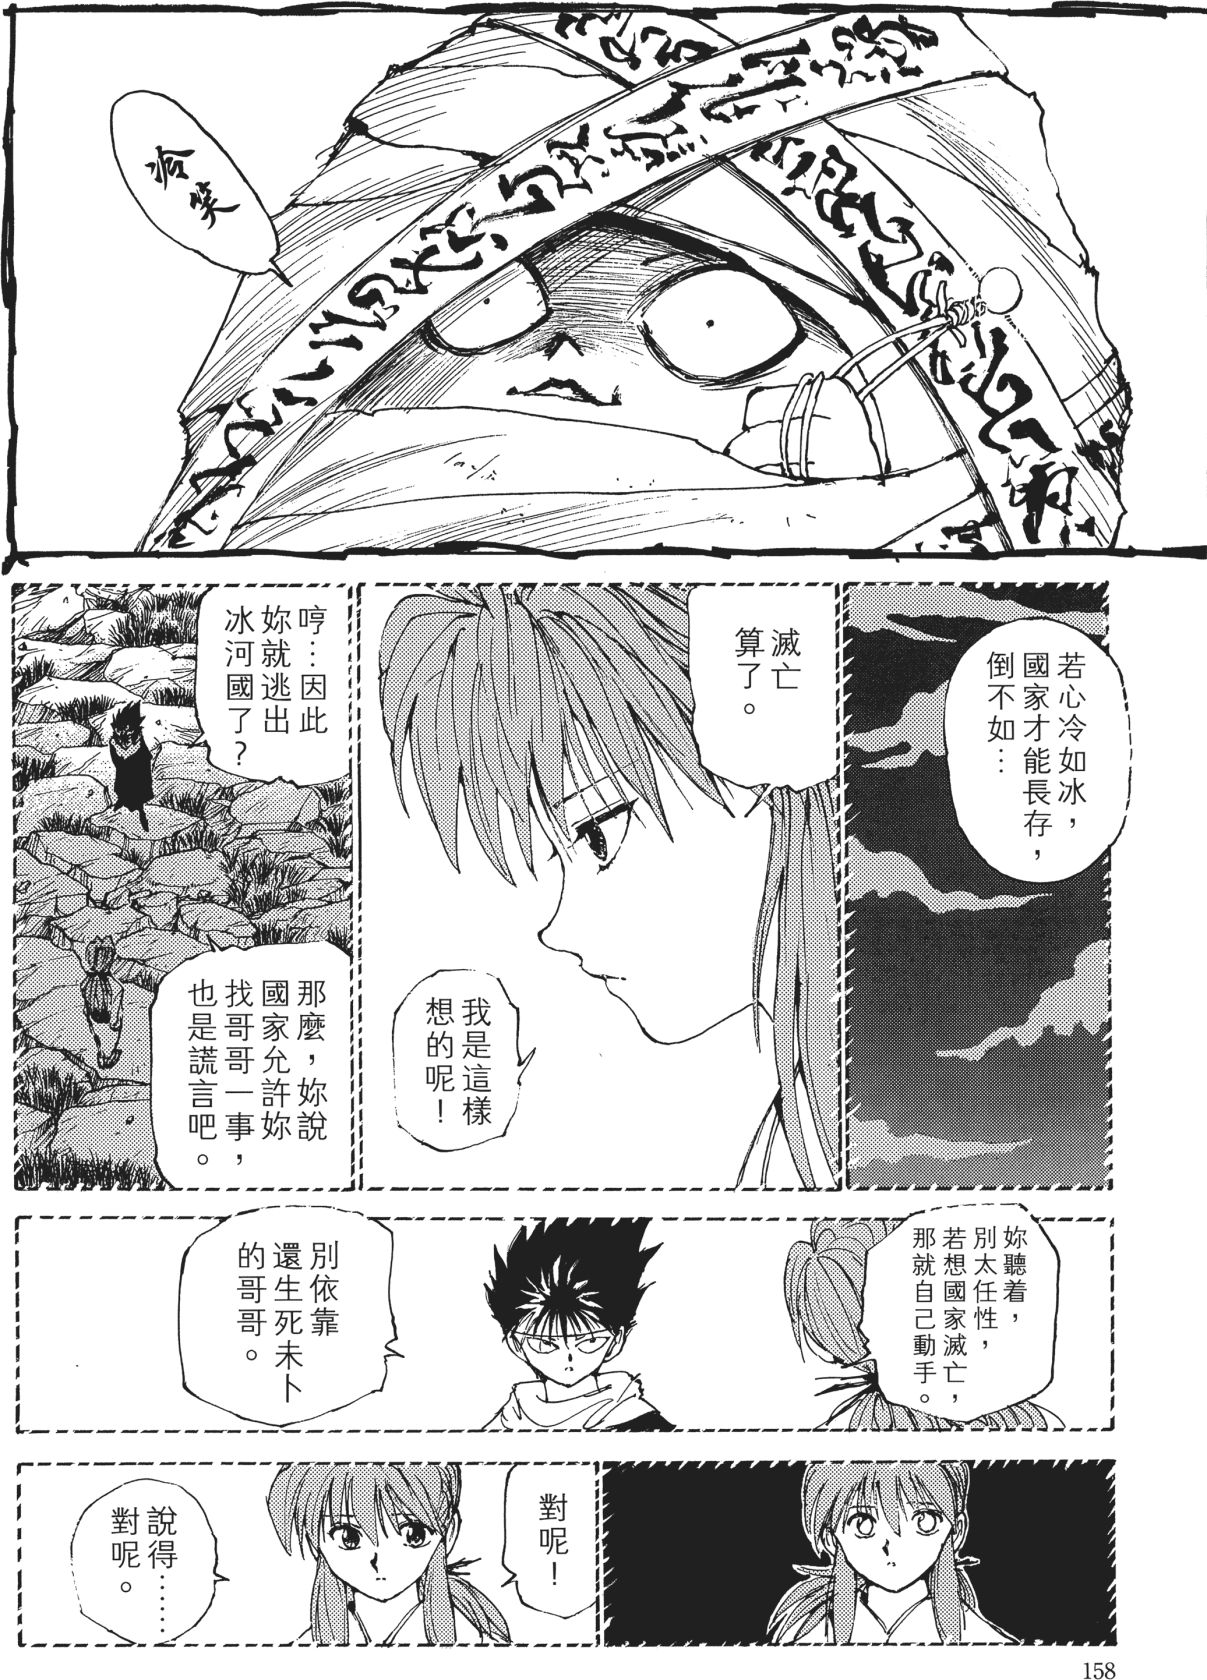 哈
笑
若心冷如冰，
國家才能長存，
倒不如…
滅亡
算了。
我是這樣
想的呢！
哼…因此
妳就逃出
冰河國了？
那麼，妳說
國家允許妳
找哥哥一事，
也是謊言吧。
妳聽着，
別太任性，
若想國家滅亡，
那就自己動手。
別依靠
還生死未卜
的哥哥。
對呢！
說得……
對呢。
158